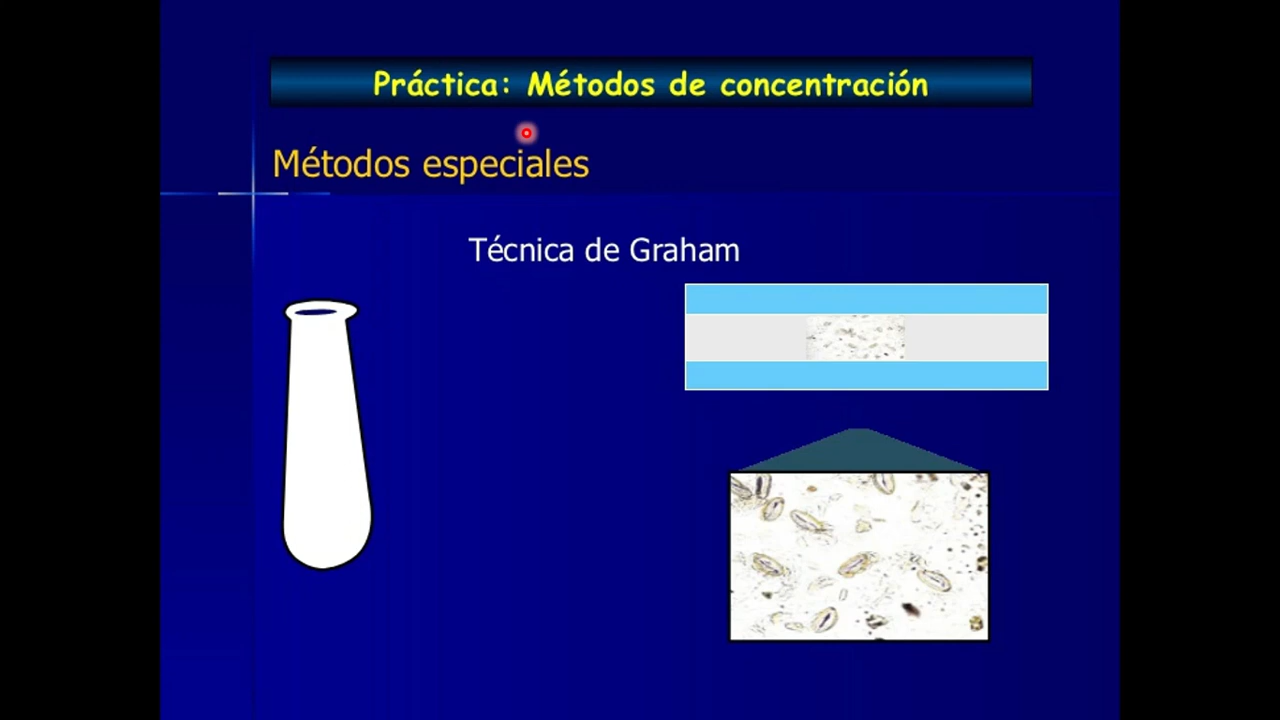 Práctica: Métodos de concentración
Métodos especiales
Técnica de Graham